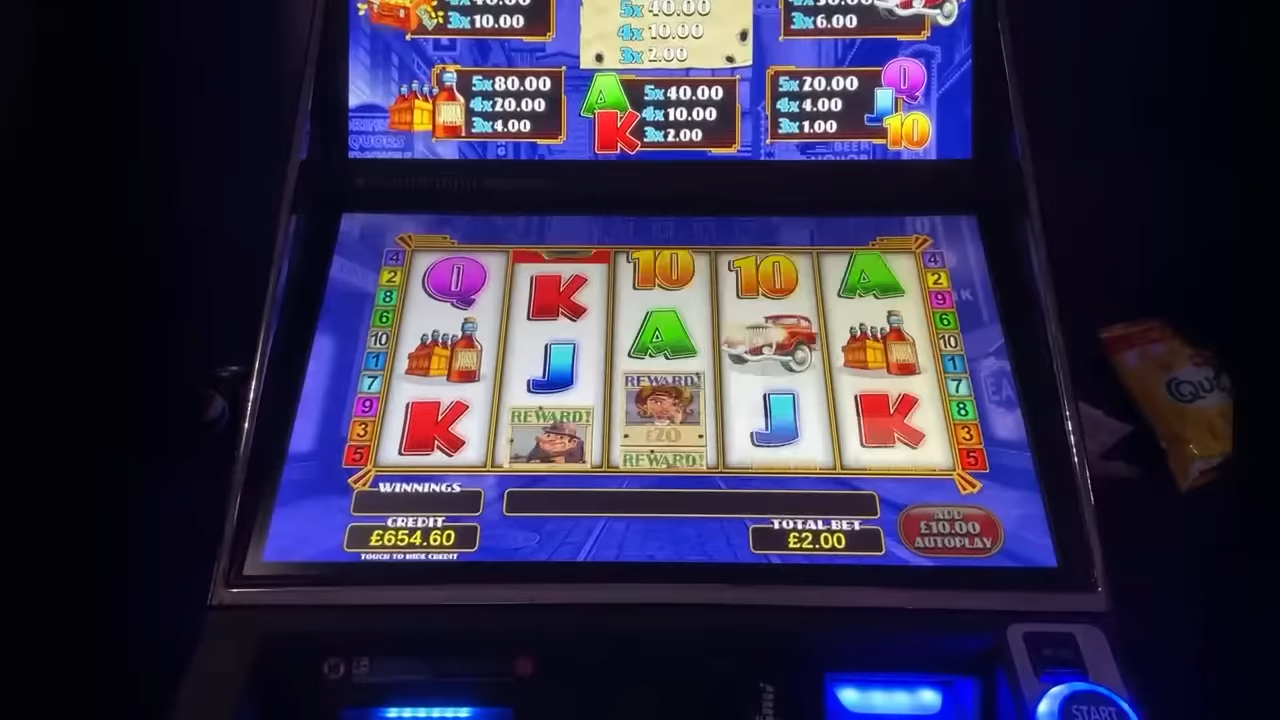 3x 10.00
5x 40.00
4x 10.00
3x 2.00
3x 6.00
5x 80.00
4x 20.00
3x 4.00
A
K
5x 40.00
4x 10.00
3x 2.00
5x 20.00
4x 4.00
3x 1.00
Q
J
10
BEER
4
2
8
6
10
1
7
9
3
5
Q
K
10
10
A
K
A
J
REWARD!
£20
K
REWARD!
REWARD!
J
K
4
2
9
6
10
1
7
8
3
5
WINNINGS
CREDIT
£654.60
TOUCH TO HIDE CREDIT
TOTAL BET
£2.00
ADD
£10.00
AUTOPLAY
START